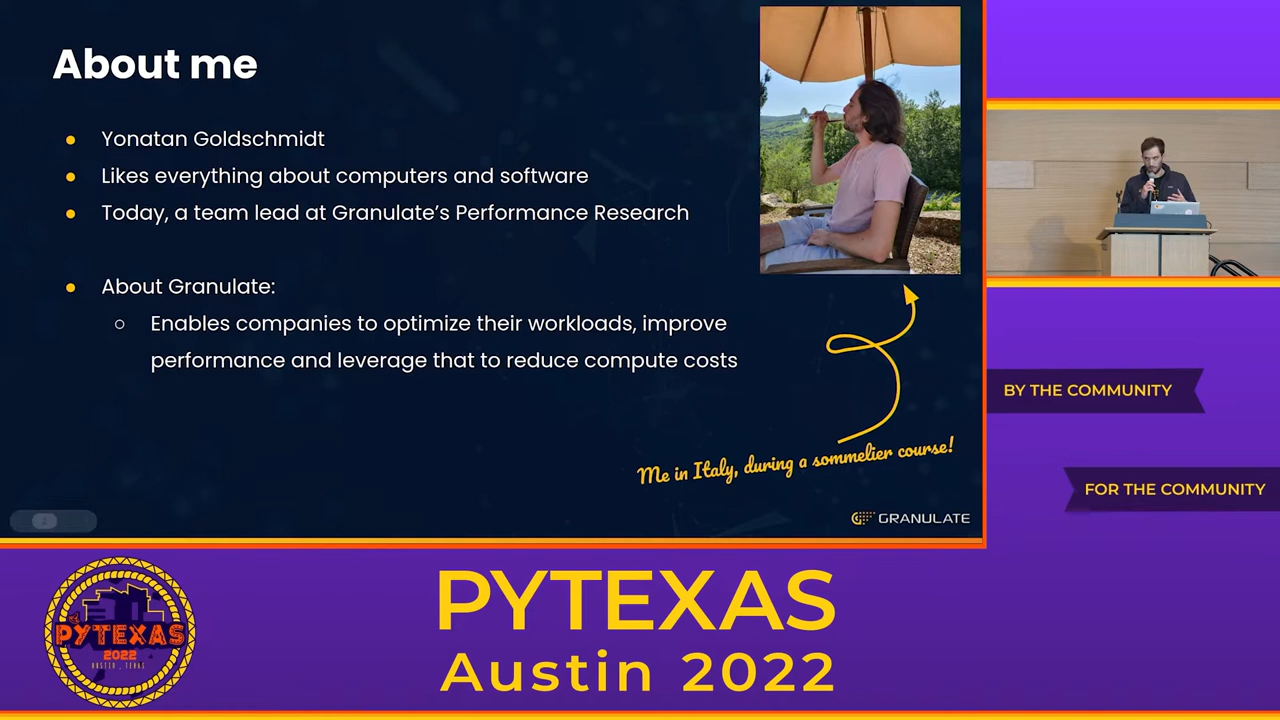 About me
Yonatan Goldschmidt
Likes everything about computers and software
Today, a team lead at Granulate’s Performance Research
About Granulate:
Enables companies to optimize their workloads, improve
performance and leverage that to reduce compute costs
Me in Italy, during a sommelier course!
GRANULATE
BY THE COMMUNITY
FOR THE COMMUNITY
PYTEXAS
2022
AUSTIN, TEXAS
PYTEXAS
Austin 2022